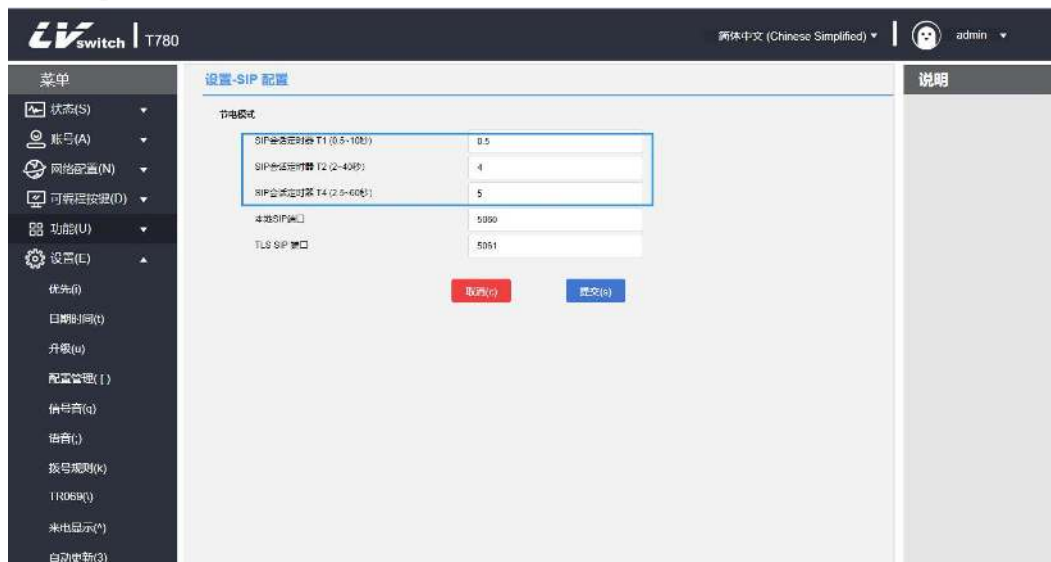 LVswitch T780
简体中文 (Chinese Simplified)
admin
菜单
状态(S)
账号(A)
网络配置(N)
可编程按键(D)
功能(U)
设置(E)
优先(i)
日期时间(t)
升级(u)
配置管理([)
信号音(q)
语音(;)
拨号规则(k)
TR069(\)
来电显示(^)
自动更新(3)
设置-SIP 配置
节电模式
SIP会话定时器 T1 (0.5~10秒)
0.5
SIP会话定时器 T2 (2~40秒)
4
SIP会话定时器 T4 (2.5~60秒)
5
本地SIP端口
5060
TLS SIP 端口
5061
取消(c)
提交(s)
说明